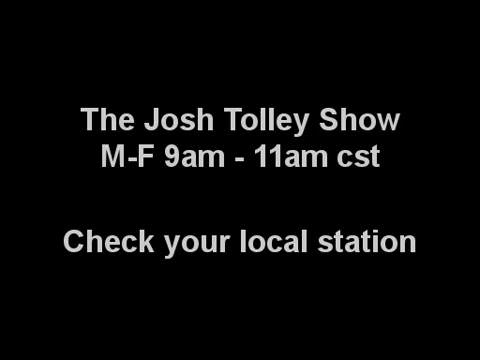 The Josh Tolley Show
M-F 9am - 11am cst
Check your local station